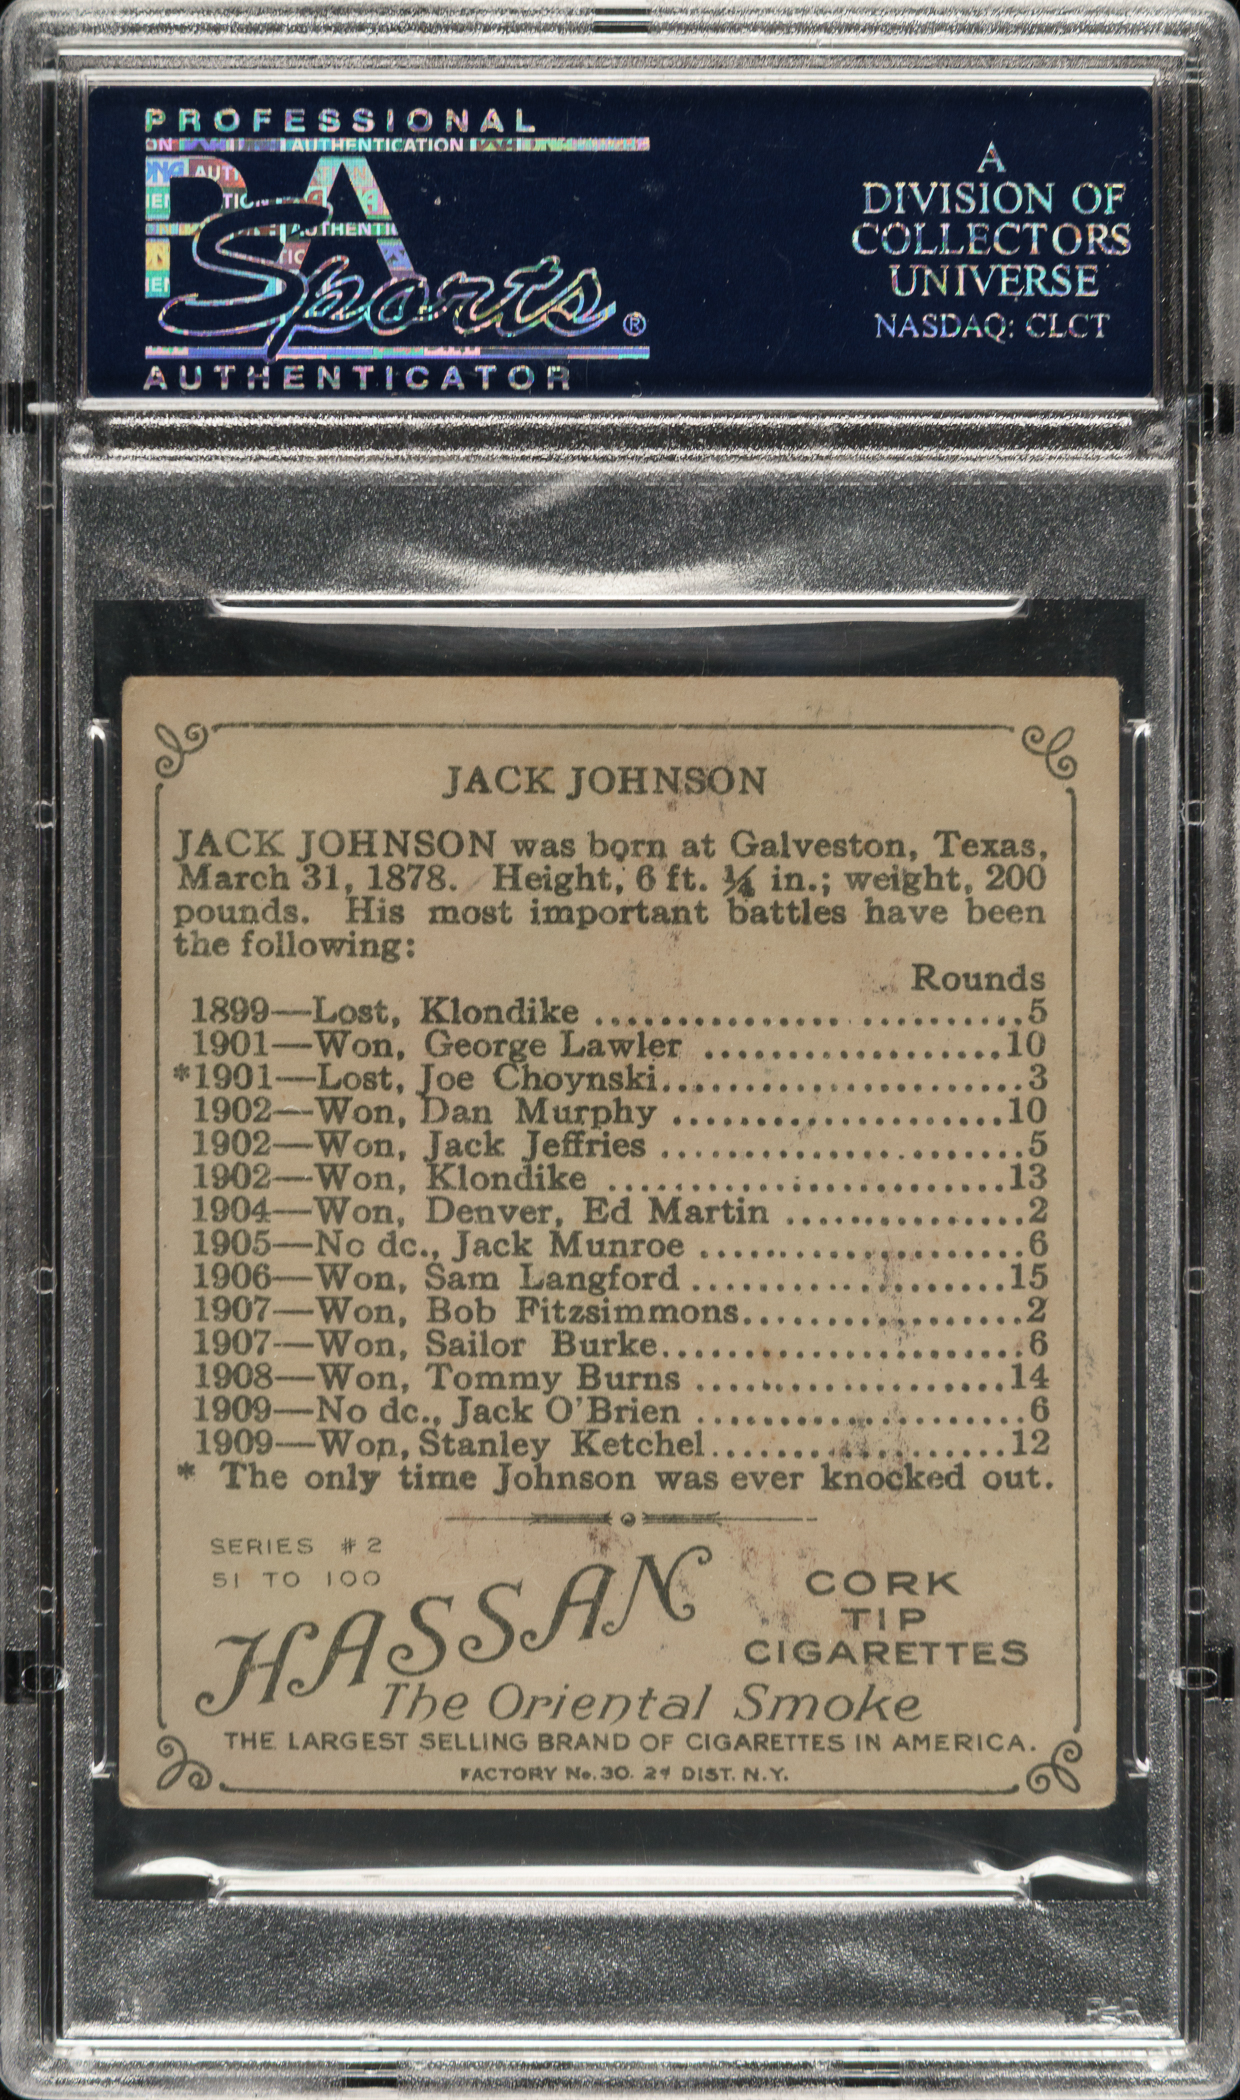 PROFESSIONAL
AUTHENTICATION
PSA
Sports®
AUTHENTICATOR
A
DIVISION OF
COLLECTORS
UNIVERSE
NASDAQ: CLCT
JACK JOHNSON
JACK JOHNSON was born at Galveston, Texas,
March 31, 1878. Height, 6 ft. ¼ in.; weight, 200
pounds. His most important battles have been
the following:
Rounds
1899—Lost, Klondike ..........................5
1901—Won, George Lawler ..................10
*1901—Lost, Joe Choynski......................3
1902—Won, Dan Murphy ....................10
1902—Won, Jack Jeffries ......................5
1902—Won, Klondike ........................13
1904—Won, Denver, Ed Martin ...............2
1905—No dc., Jack Munroe ....................6
1906—Won, Sam Langford ...................15
1907—Won, Bob Fitzsimmons.................2
1907—Won, Sailor Burke......................6
1908—Won, Tommy Burns ...................14
1909—No dc., Jack O'Brien ....................6
1909—Won, Stanley Ketchel..................12
* The only time Johnson was ever knocked out.
SERIES #2
51 TO 100
HASSAN
CORK
TIP
CIGARETTES
The Oriental Smoke
THE LARGEST SELLING BRAND OF CIGARETTES IN AMERICA.
FACTORY No. 30. 2d DIST. N.Y.